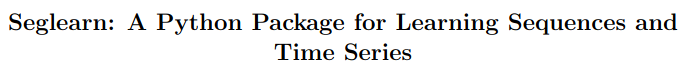 Seglearn: A Python Package for Learning Sequences and
Time Series